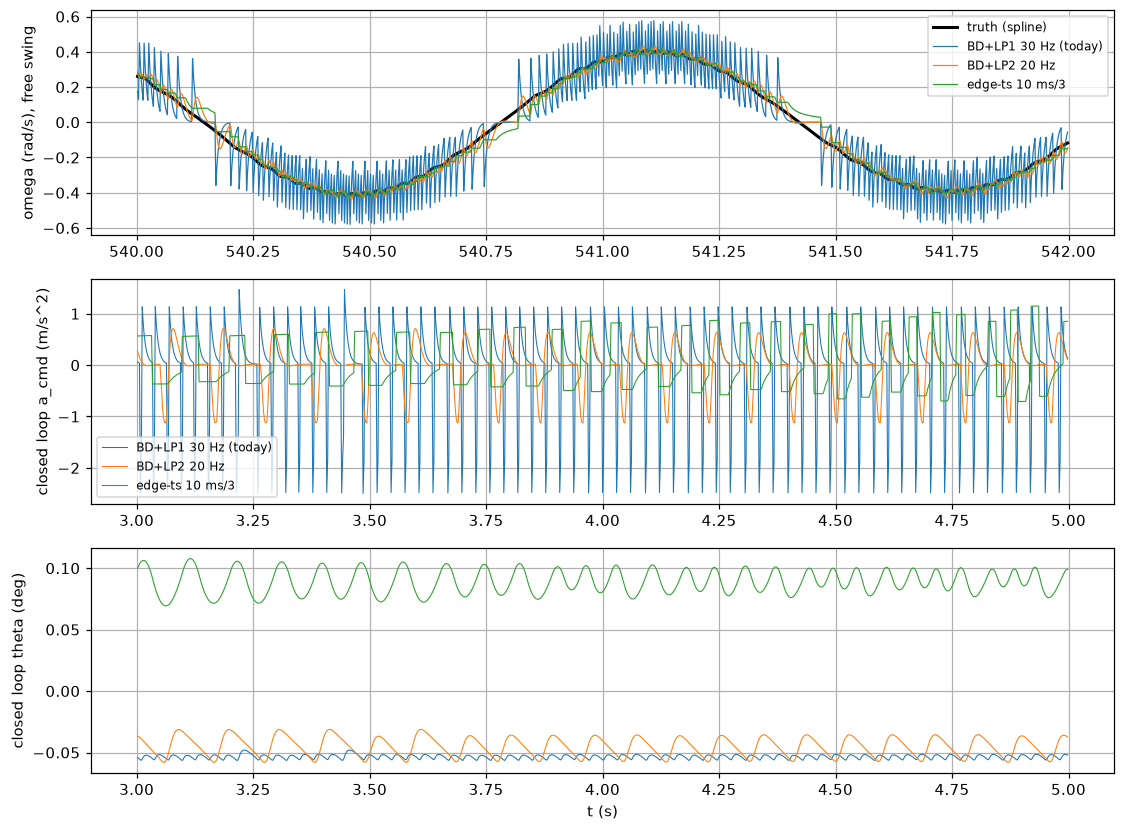 omega (rad/s), free swing
0.6
0.4
0.2
0.0
−0.2
−0.4
−0.6
truth (spline)
BD+LP1 30 Hz (today)
BD+LP2 20 Hz
edge-ts 10 ms/3
540.00 540.25 540.50 540.75 541.00 541.25 541.50 541.75 542.00
closed loop a_cmd (m/s^2)
1
0
−1
−2
BD+LP1 30 Hz (today)
BD+LP2 20 Hz
edge-ts 10 ms/3
3.00 3.25 3.50 3.75 4.00 4.25 4.50 4.75 5.00
closed loop theta (deg)
0.10
0.05
0.00
−0.05
3.00 3.25 3.50 3.75 4.00 4.25 4.50 4.75 5.00
t (s)